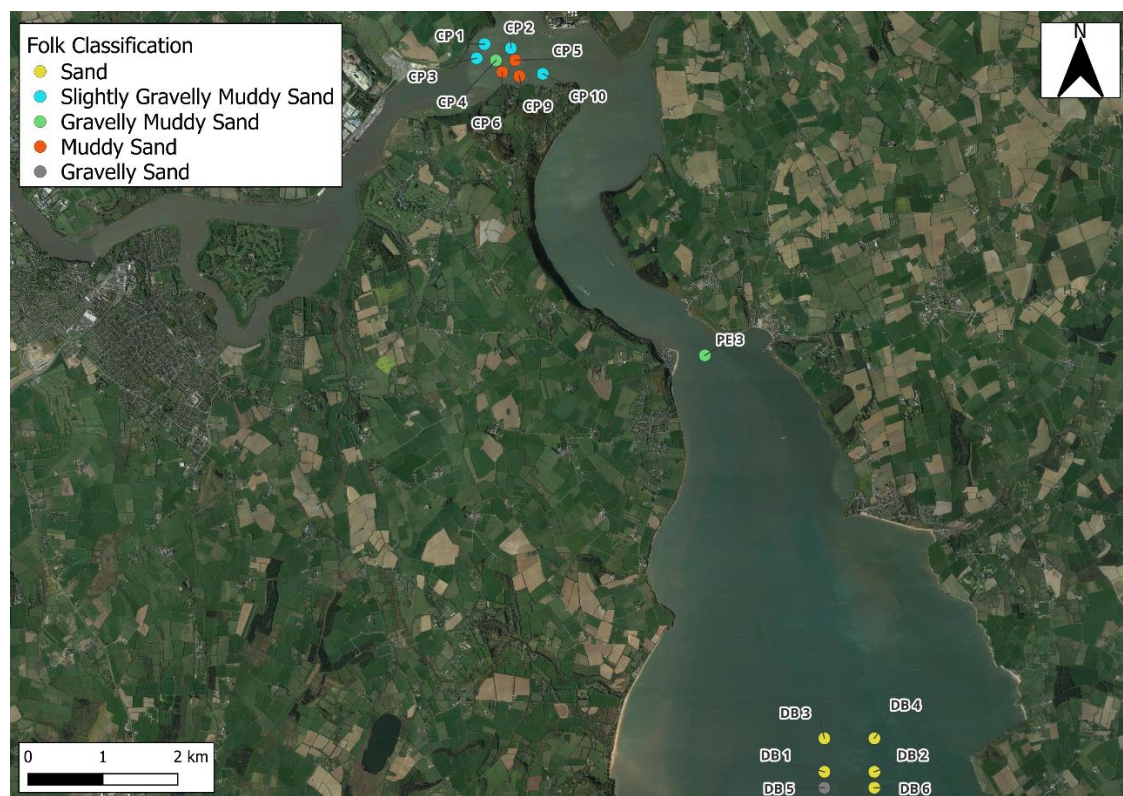 Folk Classification
Sand
Slightly Gravelly Muddy Sand
Gravelly Muddy Sand
Muddy Sand
Gravelly Sand
N
CP 1
CP 2
CP 3
CP 5
CP 4
CP 10
CP 6
CP 9
PE 3
DB 3
DB 4
DB 1
DB 2
DB 5
DB 6
0 1 2 km